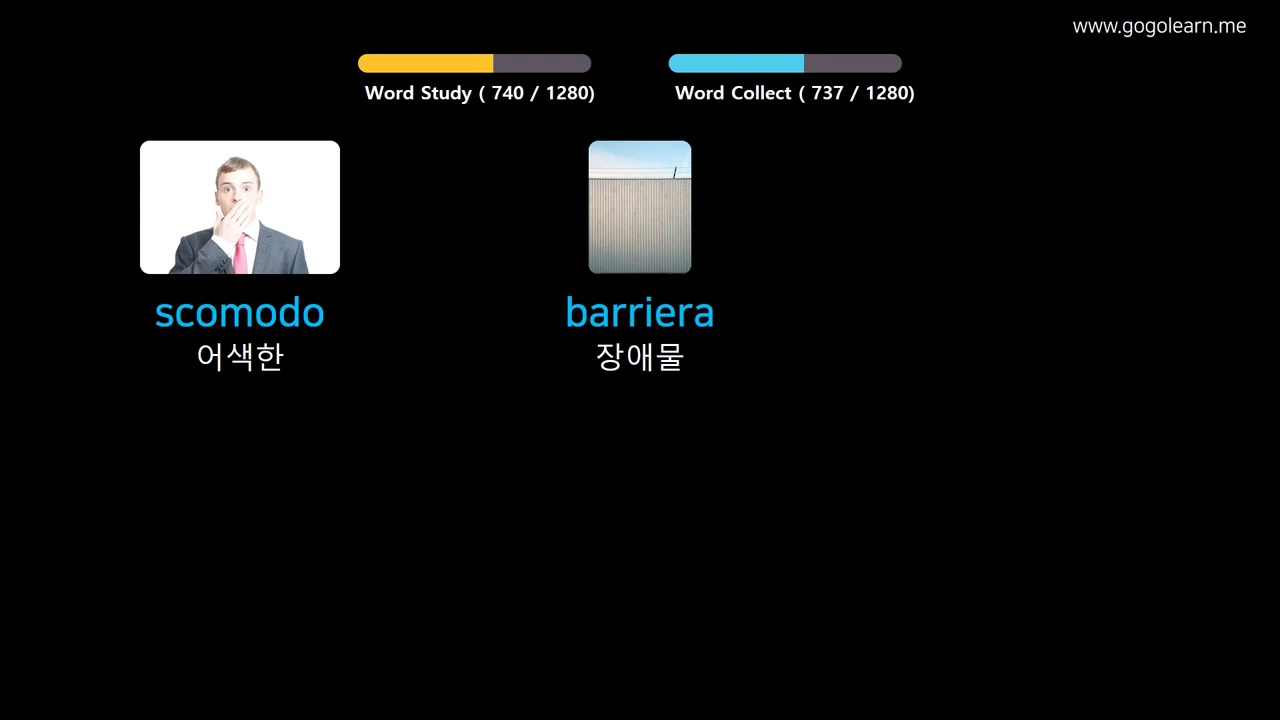 www.gogolearn.me
Word Study ( 740 / 1280)
Word Collect ( 737 / 1280)
scomodo
어색한
barriera
장애물